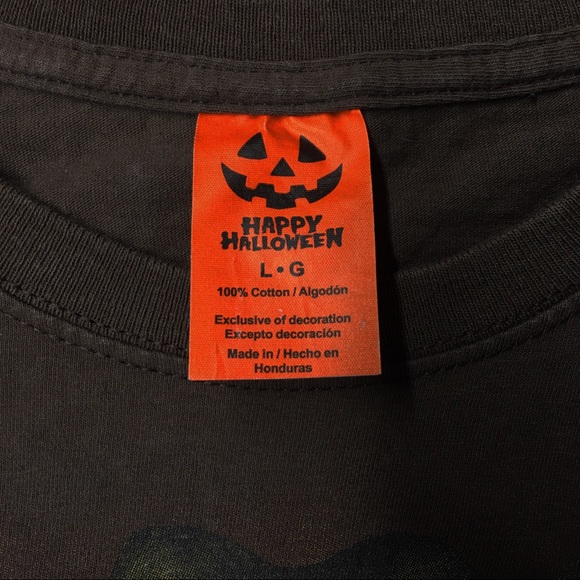 HAPPY
HALLOWEEN
L • G
100% Cotton / Algodón
Exclusive of decoration
Excepto decoración
Made in / Hecho en
Honduras